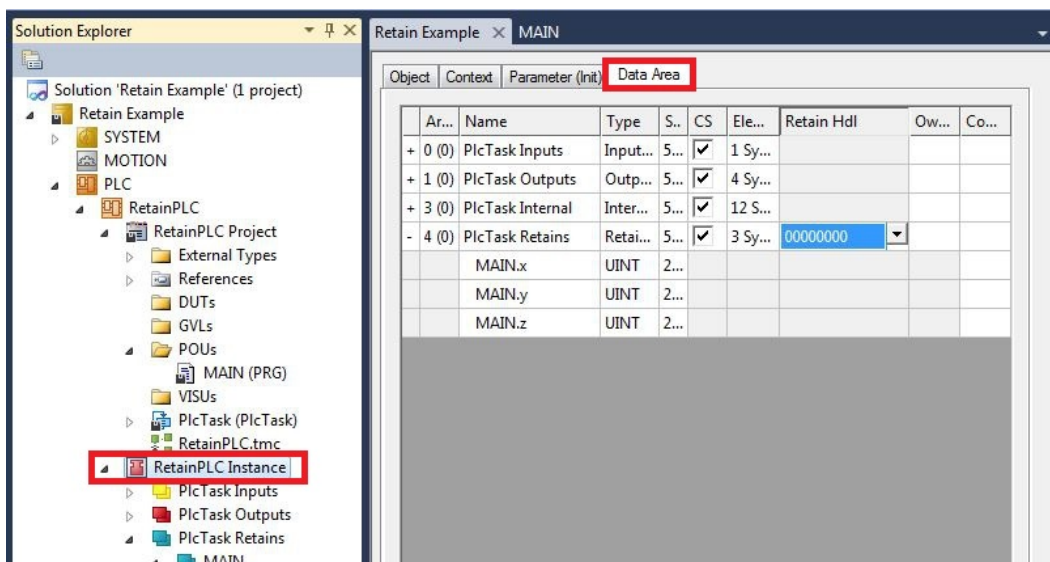 Solution Explorer
Solution 'Retain Example' (1 project)
Retain Example
SYSTEM
MOTION
PLC
RetainPLC
RetainPLC Project
External Types
References
DUTs
GVLs
POUs
MAIN (PRG)
VISUs
PlcTask (PlcTask)
RetainPLC.tmc
RetainPLC Instance
PlcTask Inputs
PlcTask Outputs
PlcTask Retains
MAIN
Retain Example MAIN
Object Context Parameter (Init) Data Area
Ar... Name Type S.. CS Ele... Retain Hdl Ow... Co...
+ 0 (0) PlcTask Inputs Input... 5... 1 Sy...
+ 1 (0) PlcTask Outputs Outp... 5... 4 Sy...
+ 3 (0) PlcTask Internal Inter... 5... 12 S...
- 4 (0) PlcTask Retains Retai... 5... 3 Sy... 00000000
MAIN.x UINT 2...
MAIN.y UINT 2...
MAIN.z UINT 2...